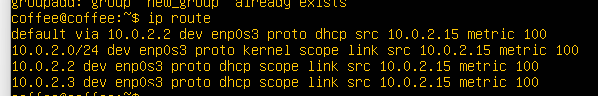 groupadd: group 'new_group' already exists
coffee@coffee:~$ ip route
default via 10.0.2.2 dev enp0s3 proto dhcp src 10.0.2.15 metric 100
10.0.2.0/24 dev enp0s3 proto kernel scope link src 10.0.2.15 metric 100
10.0.2.2 dev enp0s3 proto dhcp scope link src 10.0.2.15 metric 100
10.0.2.3 dev enp0s3 proto dhcp scope link src 10.0.2.15 metric 100
coffee@coffee:~$